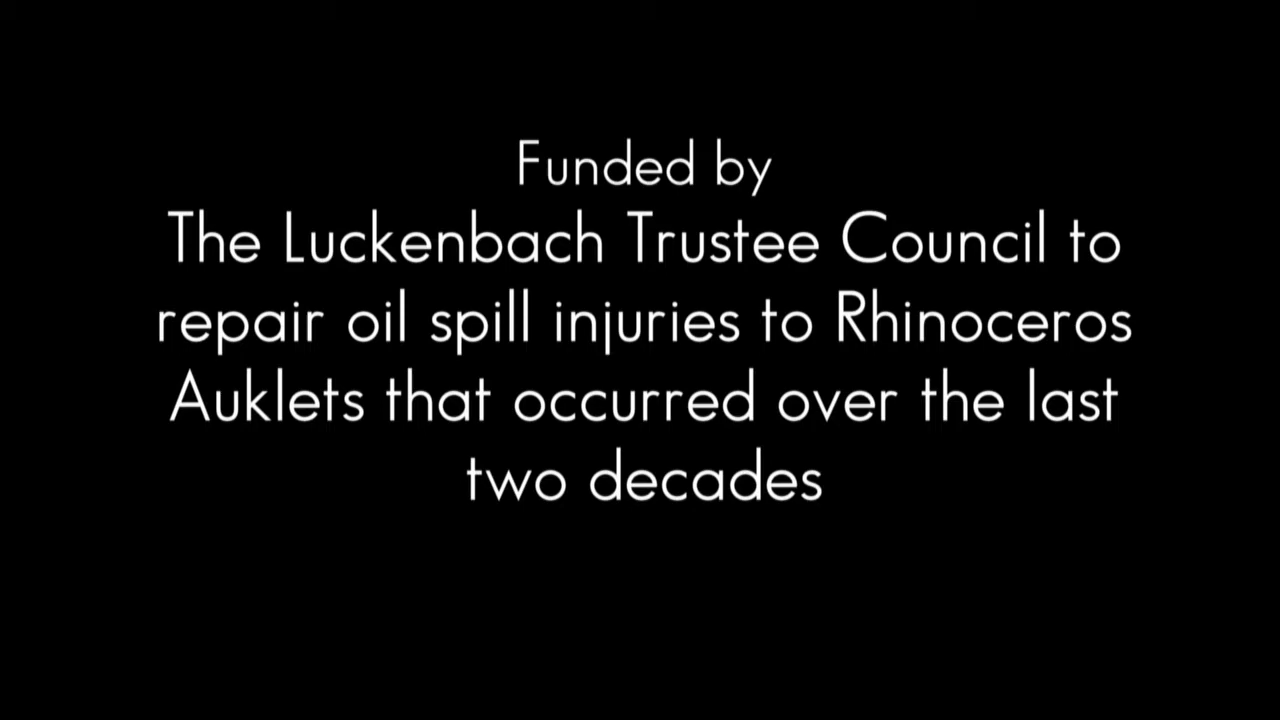 Funded by
The Luckenbach Trustee Council to
repair oil spill injuries to Rhinoceros
Auklets that occurred over the last
two decades